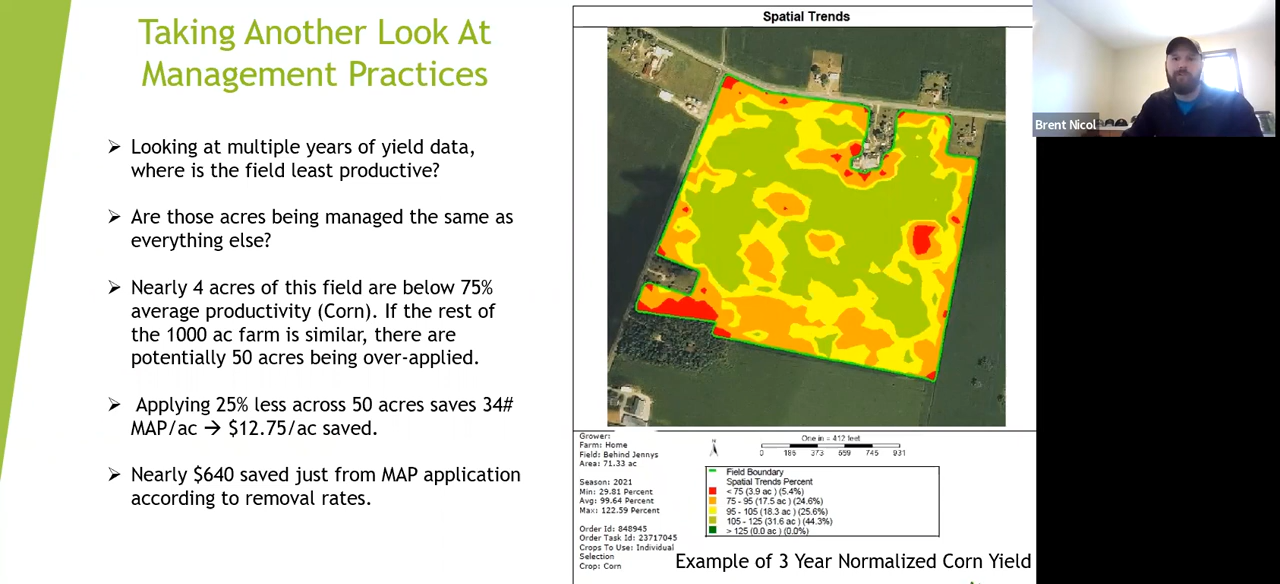 Taking Another Look At
Management Practices
Looking at multiple years of yield data,
where is the field least productive?
Are those acres being managed the same as
everything else?
Nearly 4 acres of this field are below 75%
average productivity (Corn). If the rest of
the 1000 ac farm is similar, there are
potentially 50 acres being over-applied.
Applying 25% less across 50 acres saves 34#
MAP/ac → $12.75/ac saved.
Nearly $640 saved just from MAP application
according to removal rates.
Spatial Trends
Grower:
Farm: Home
Field: Behind Jennys
Area: 71.33 ac
Season: 2021
Min: 29.81 Percent
Avg: 99.64 Percent
Max: 122.59 Percent
Order Id: 848945
Order Task Id: 23717045
Crops To Use: Individual
Selection
Crop: Corn
N
One in = 412 feet
0 186 373 559 745 931
Field Boundary
Spatial Trends Percent
< 75 (3.9 ac ) (5.4%)
75 - 95 (17.5 ac ) (24.6%)
95 - 105 (18.3 ac ) (25.6%)
105 - 125 (31.6 ac ) (44.3%)
> 125 (0.0 ac ) (0.0%)
Example of 3 Year Normalized Corn Yield
Brent Nicol